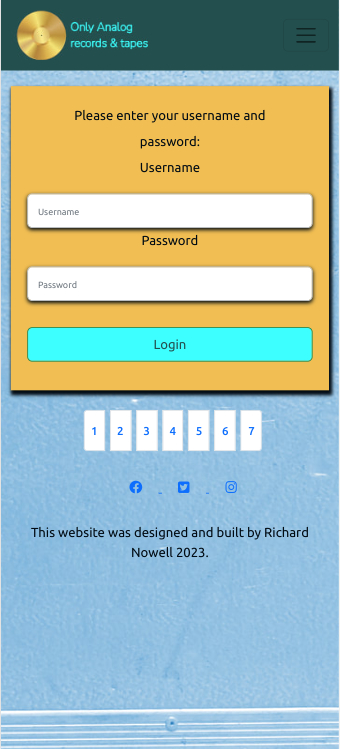 Only Analog
records & tapes
Please enter your username and
password:
Username
Username
Password
Password
Login
1 2 3 4 5 6 7
This website was designed and built by Richard
Nowell 2023.